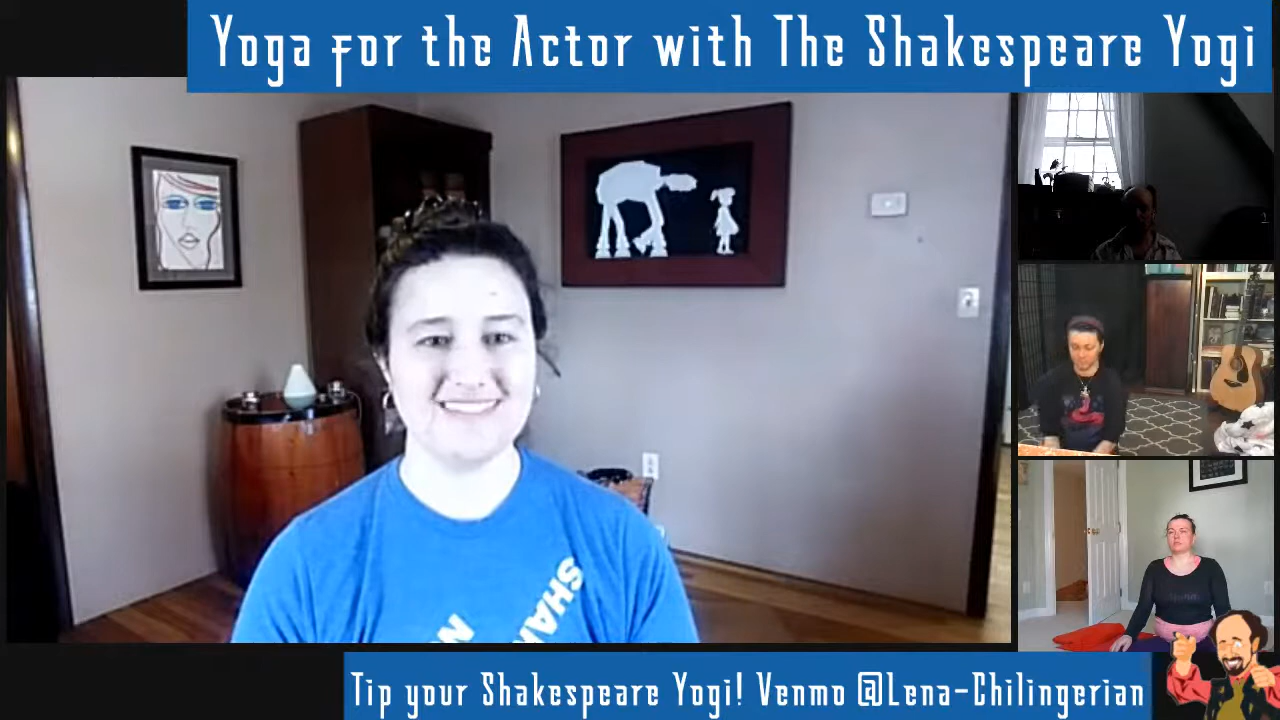 Yoga for the Actor with The Shakespeare Yogi
Tip your Shakespeare Yogi! Venmo @Lena-Chilingerian